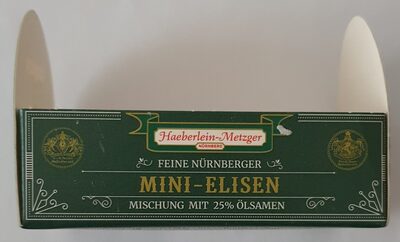 Haeberlein-Metzger
NÜRNBERG
FEINE NÜRNBERGER
MINI-ELISEN
MISCHUNG MIT 25% ÖLSAMEN